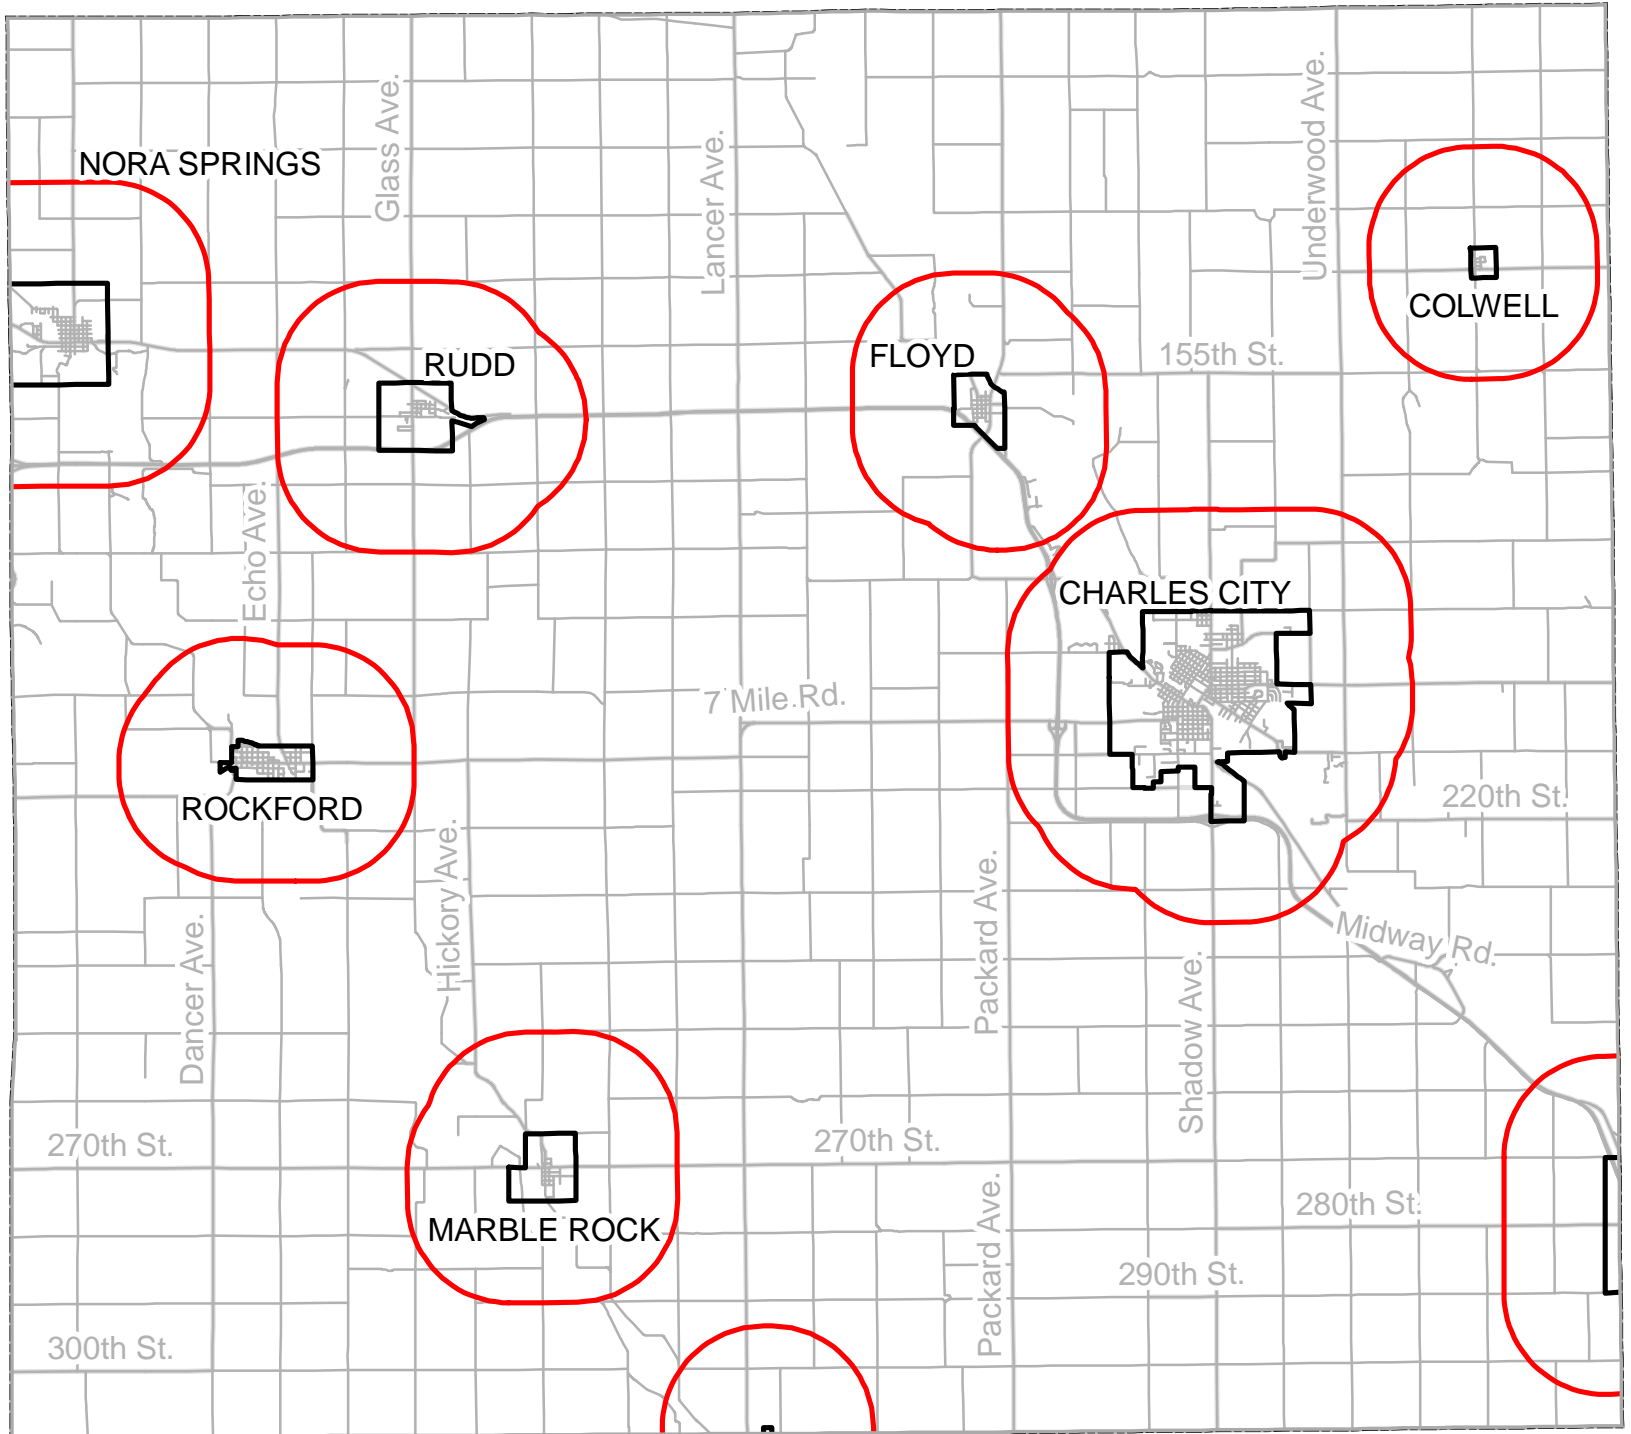 Glass Ave.
Underwood Ave.
NORA SPRINGS
Lancer Ave.
COLWELL
RUDD
FLOYD
155th St.
Echo Ave.
CHARLES CITY
7 Mile Rd.
ROCKFORD
220th St.
Hickory Ave.
Dancer Ave.
Packard Ave.
Midway Rd.
Shadow Ave.
270th St.
270th St.
280th St.
MARBLE ROCK
Packard Ave.
290th St.
300th St.